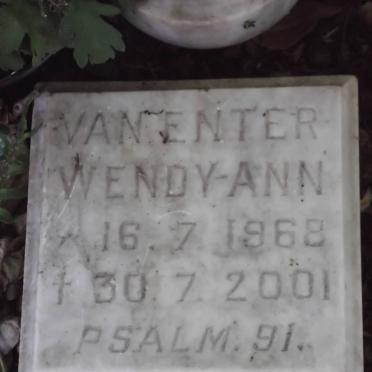 VAN ENTER
WENDY-ANN
* 16.7 1968
† 30 7 2001
PSALM. 91.